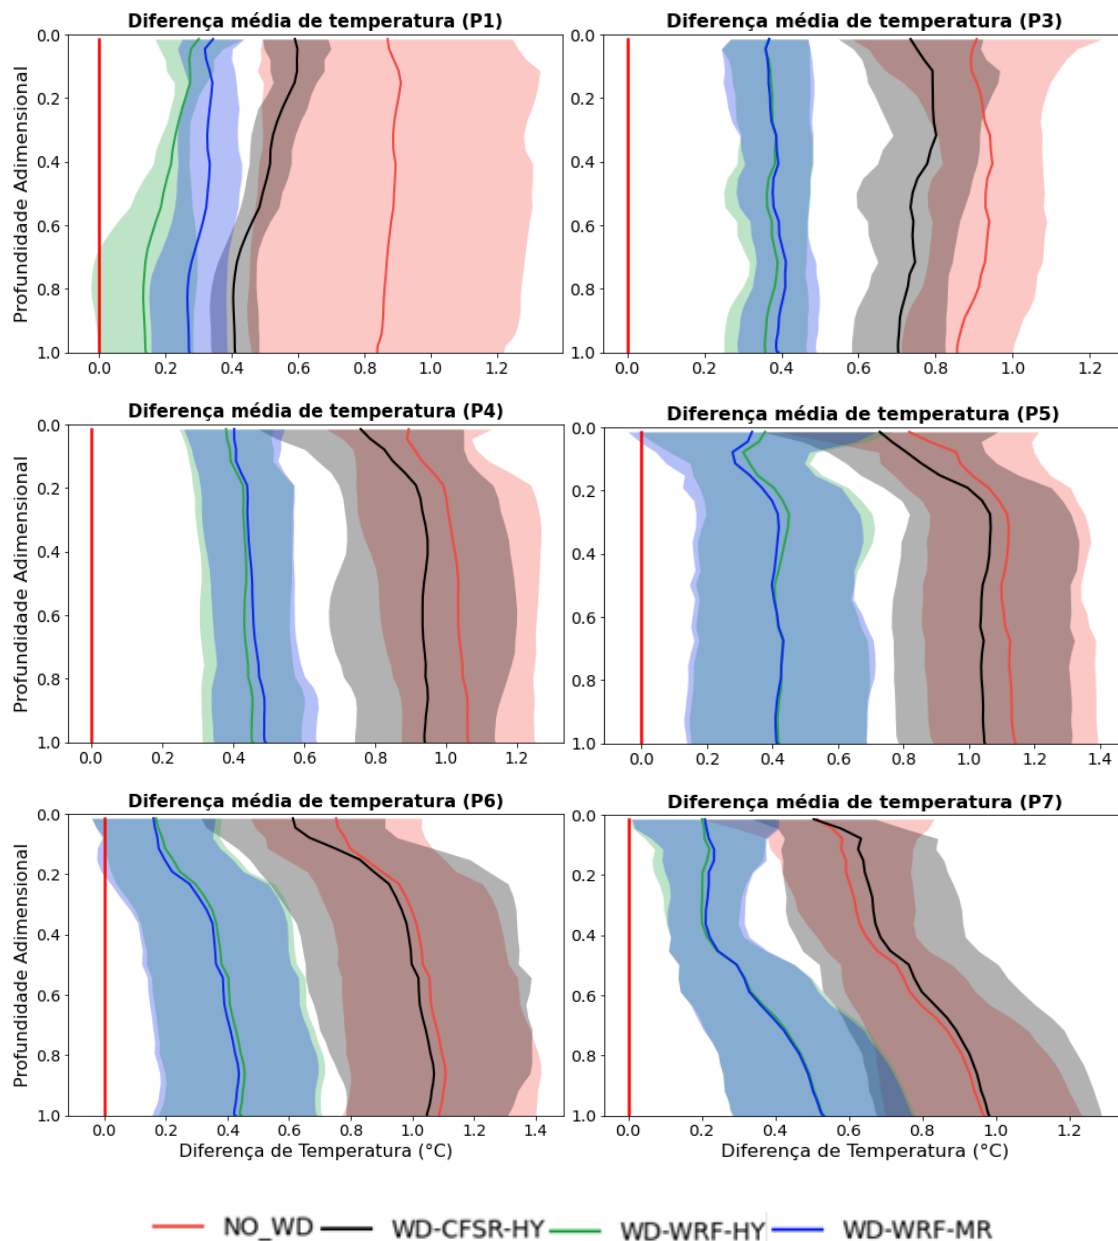 Diferença média de temperatura (P1)
Diferença média de temperatura (P3)
Profundidade Adimensional
0.0
0.2
0.4
0.6
0.8
1.0
0.0 0.2 0.4 0.6 0.8 1.0 1.2
0.0
0.2
0.4
0.6
0.8
1.0
0.0 0.2 0.4 0.6 0.8 1.0 1.2
Diferença média de temperatura (P4)
Diferença média de temperatura (P5)
Profundidade Adimensional
0.0
0.2
0.4
0.6
0.8
1.0
0.0 0.2 0.4 0.6 0.8 1.0 1.2
0.0
0.2
0.4
0.6
0.8
1.0
0.0 0.2 0.4 0.6 0.8 1.0 1.2 1.4
Diferença média de temperatura (P6)
Diferença média de temperatura (P7)
Profundidade Adimensional
0.0
0.2
0.4
0.6
0.8
1.0
0.0 0.2 0.4 0.6 0.8 1.0 1.2 1.4
Diferença de Temperatura (°C)
0.0
0.2
0.4
0.6
0.8
1.0
0.0 0.2 0.4 0.6 0.8 1.0 1.2
Diferença de Temperatura (°C)
NO_WD WD-CFSR-HY WD-WRF-HY WD-WRF-MR